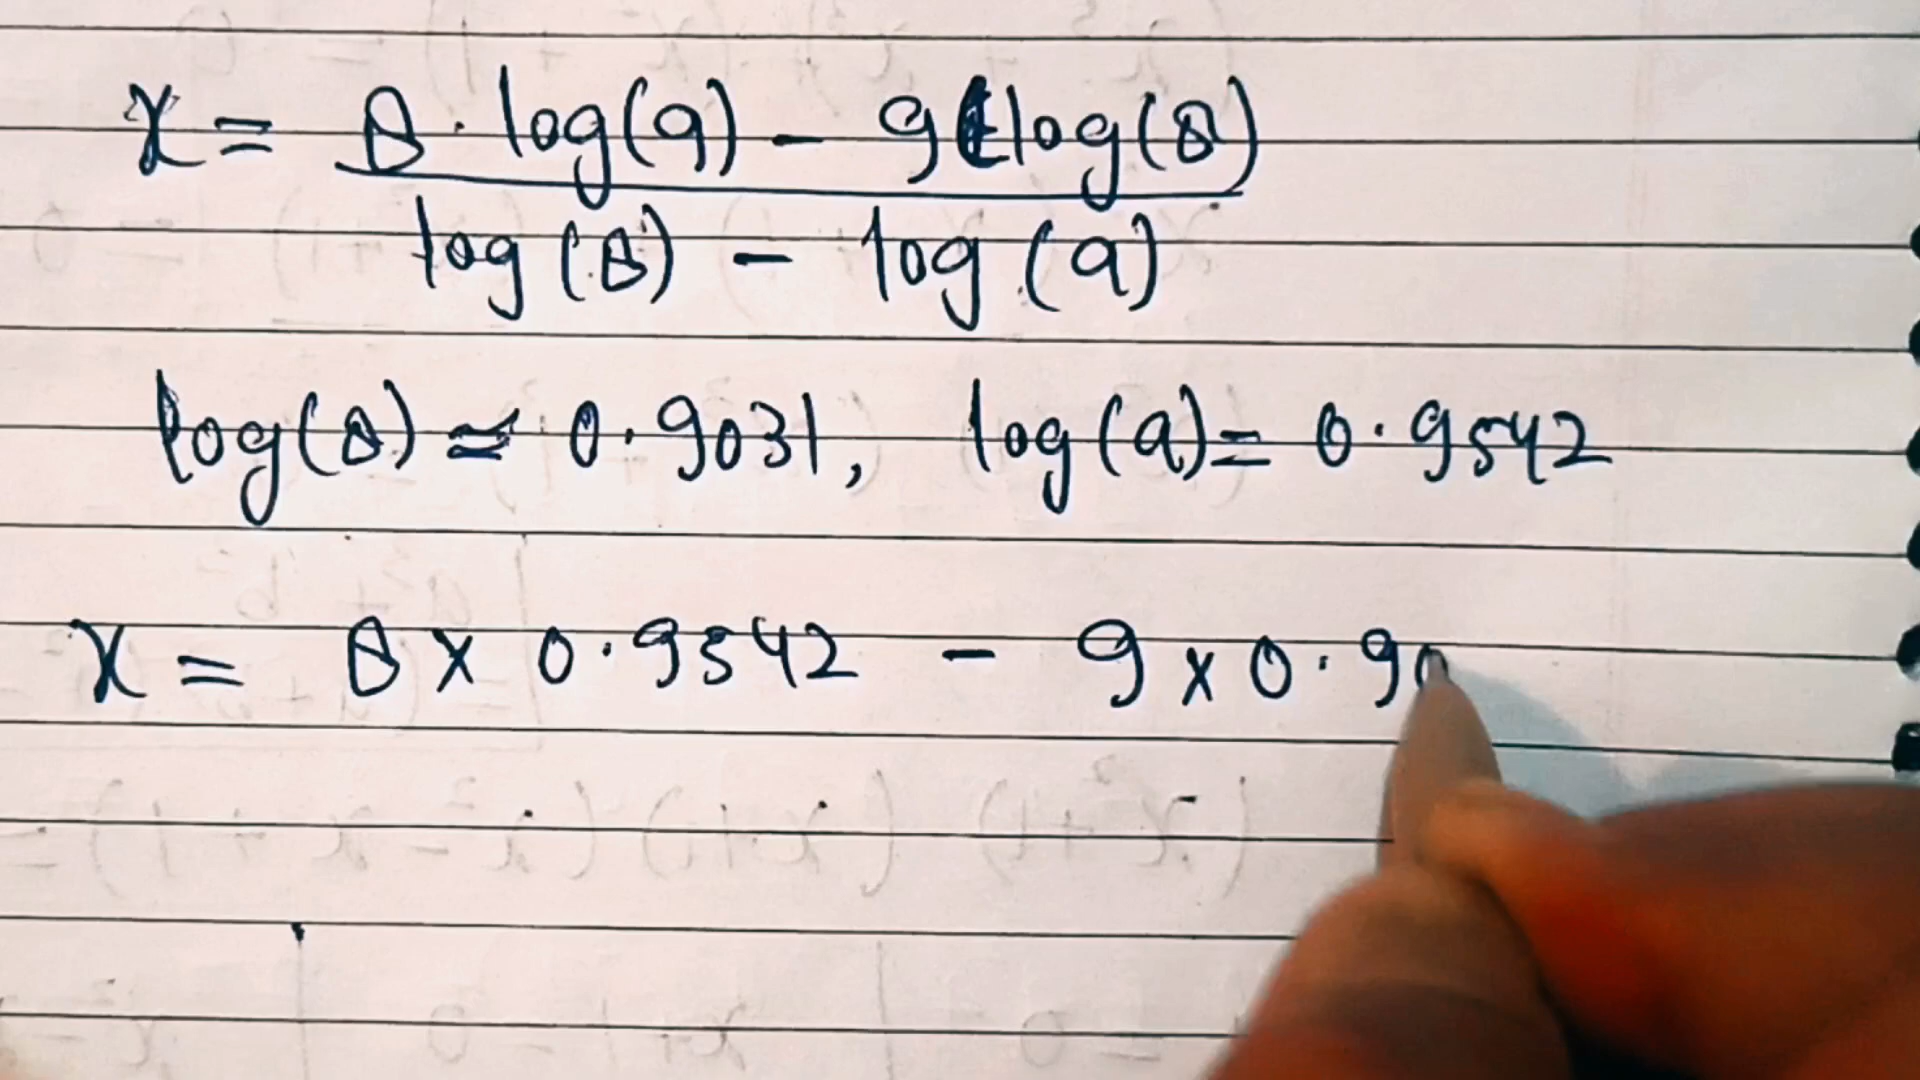 x = 8 · log(9) - 9 log(8)
log(8) - log(9)
log(8) ≃ 0.9031, log(9) = 0.9542
x = 8 x 0.9542 - 9 x 0.90